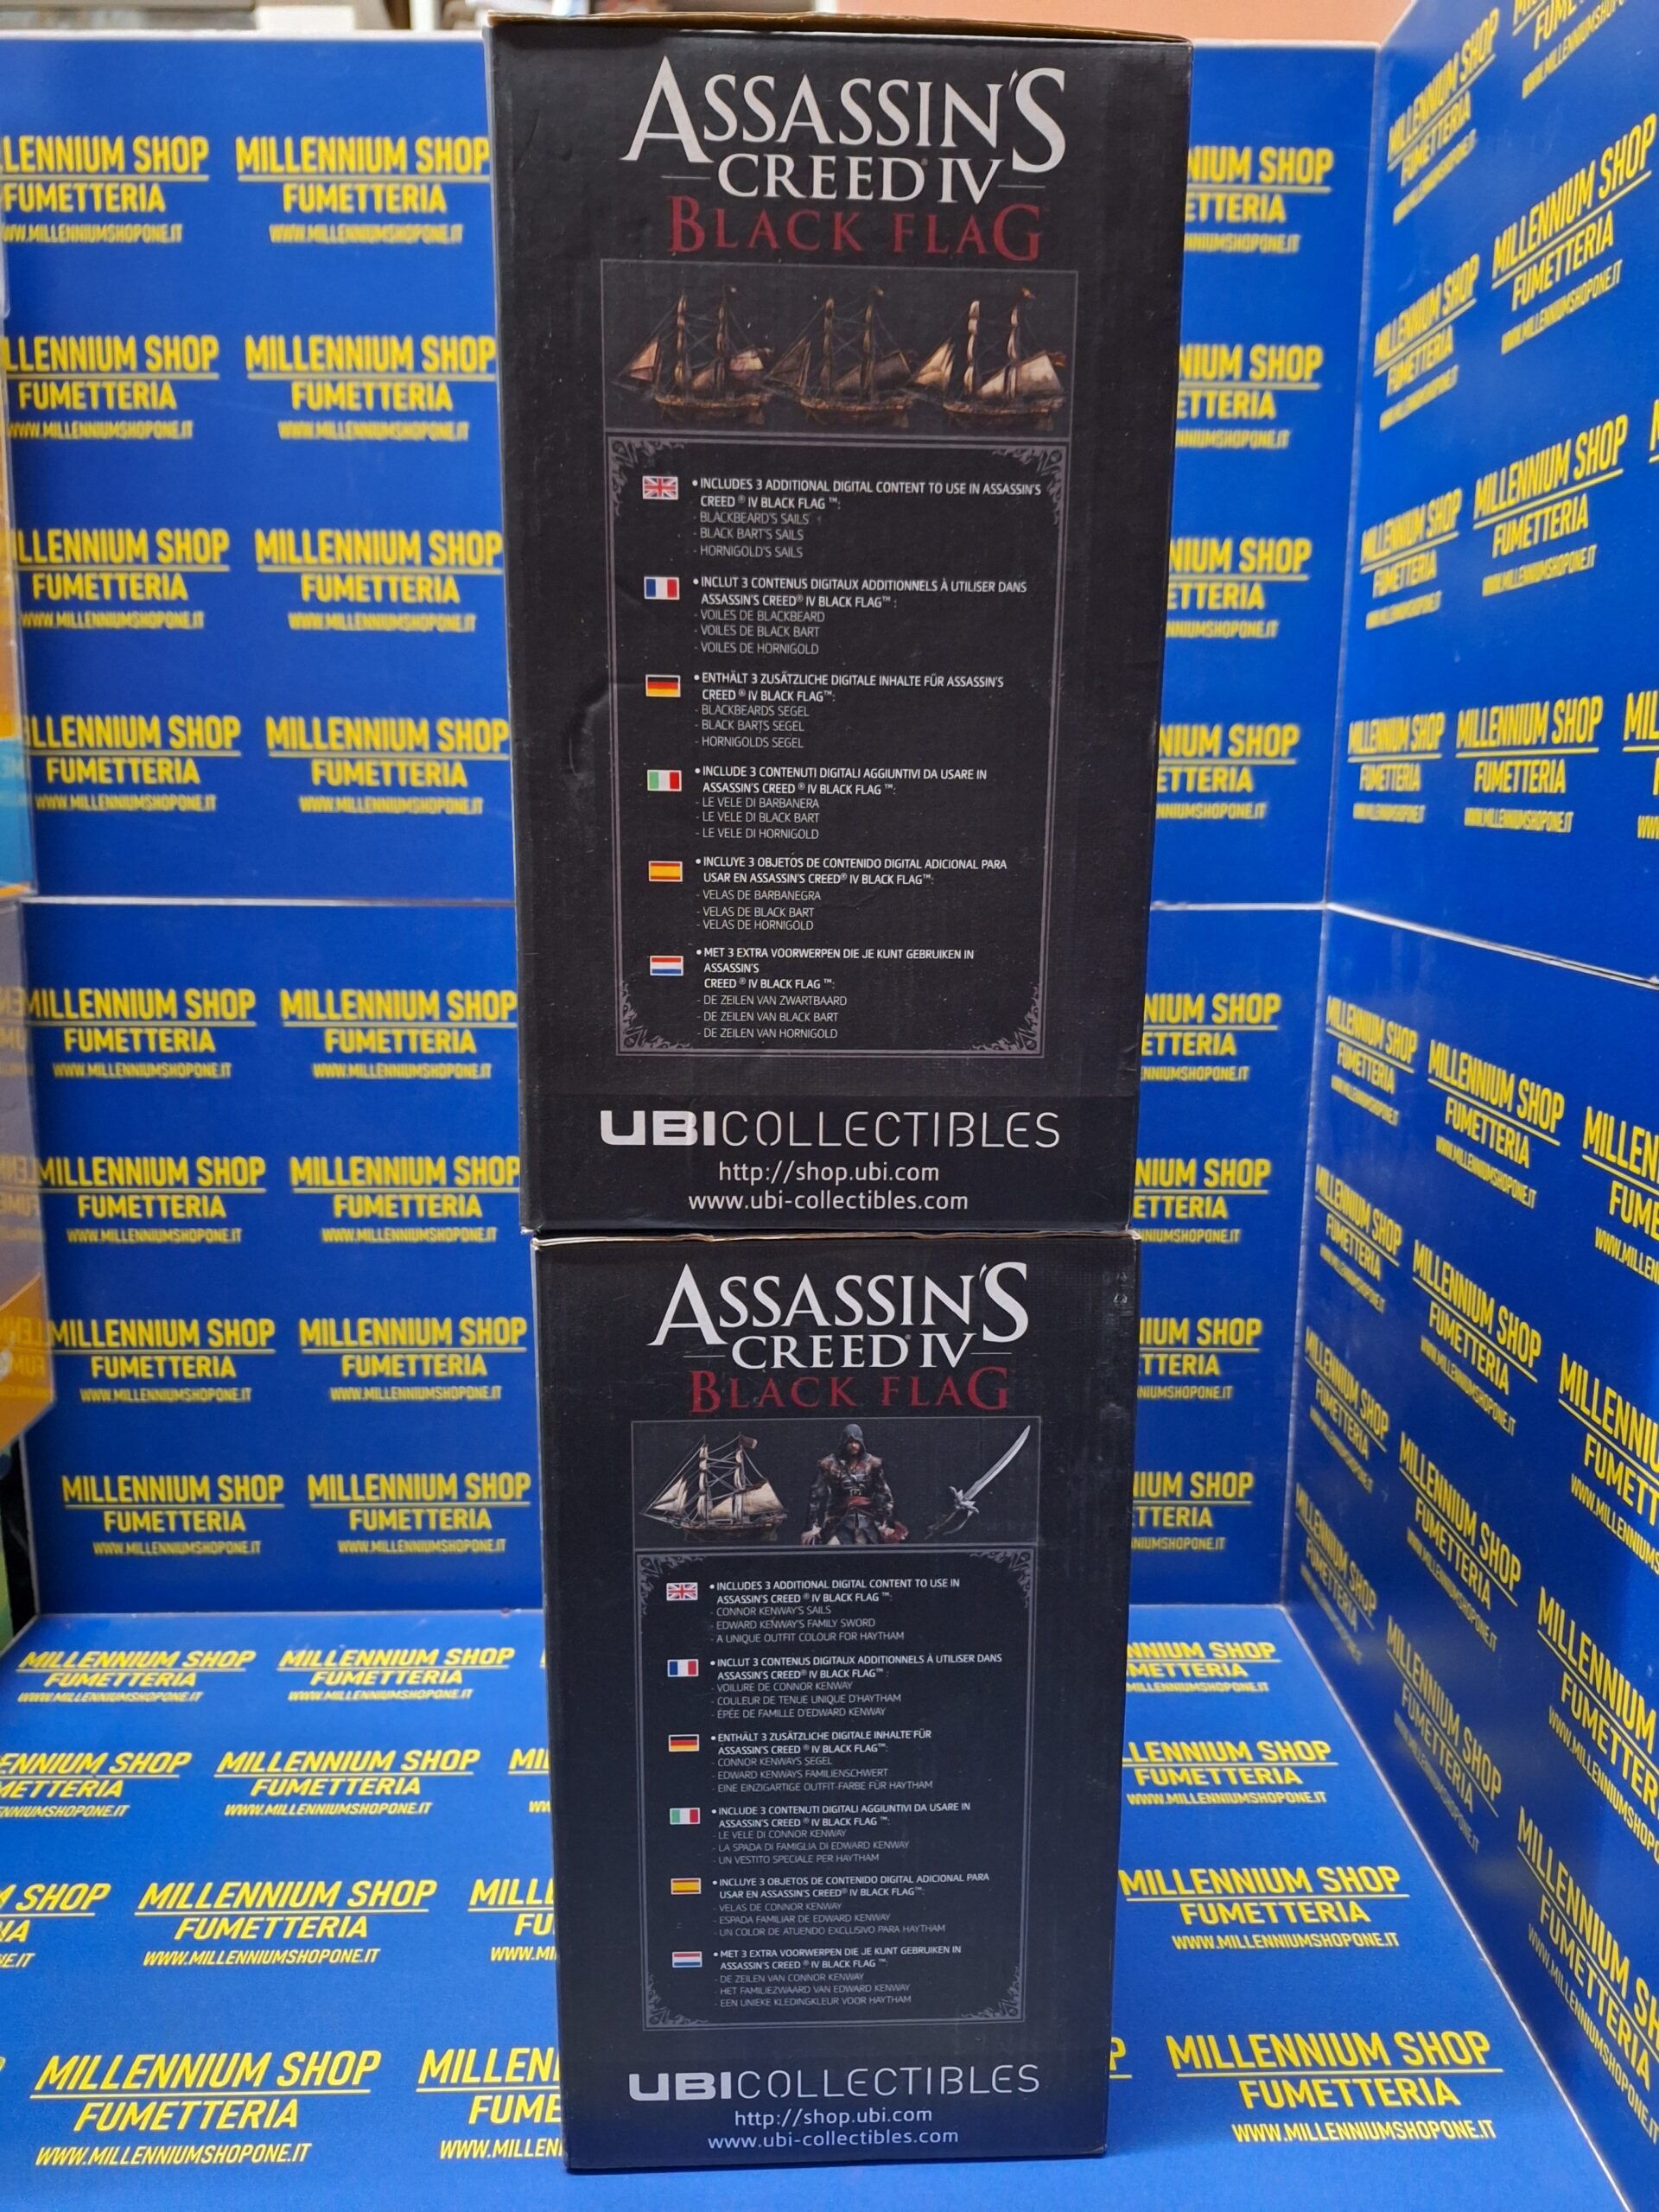 ASSASSIN'S
CREED® IV
BLACK FLAG
• INCLUDES 3 ADDITIONAL DIGITAL CONTENT TO USE IN ASSASSIN'S
CREED ® IV BLACK FLAG ™:
- BLACKBEARD'S SAILS
- BLACK BART'S SAILS
- HORNIGOLD'S SAILS
• INCLUT 3 CONTENUS DIGITAUX ADDITIONNELS À UTILISER DANS
ASSASSIN'S CREED® IV BLACK FLAG™ :
- VOILES DE BLACKBEARD
- VOILES DE BLACK BART
- VOILES DE HORNIGOLD
• ENTHÄLT 3 ZUSÄTZLICHE DIGITALE INHALTE FÜR ASSASSIN'S
CREED ® IV BLACK FLAG™:
- BLACKBEARDS SEGEL
- BLACK BARTS SEGEL
- HORNIGOLDS SEGEL
• INCLUDE 3 CONTENUTI DIGITALI AGGIUNTIVI DA USARE IN
ASSASSIN'S CREED ® IV BLACK FLAG ™:
- LE VELE DI BARBANERA
- LE VELE DI BLACK BART
- LE VELE DI HORNIGOLD
• INCLUYE 3 OBJETOS DE CONTENIDO DIGITAL ADICIONAL PARA
USAR EN ASSASSIN'S CREED® IV BLACK FLAG™:
- VELAS DE BARBANEGRA
- VELAS DE BLACK BART
- VELAS DE HORNIGOLD
• MET 3 EXTRA VOORWERPEN DIE JE KUNT GEBRUIKEN IN
ASSASSIN'S
CREED ® IV BLACK FLAG ™:
- DE ZEILEN VAN ZWARTBAARD
- DE ZEILEN VAN BLACK BART
- DE ZEILEN VAN HORNIGOLD
UBICOLLECTIBLES
http://shop.ubi.com
www.ubi-collectibles.com
ASSASSIN'S
CREED® IV
BLACK FLAG
• INCLUDES 3 ADDITIONAL DIGITAL CONTENT TO USE IN
ASSASSIN'S CREED ® IV BLACK FLAG ™:
- CONNOR KENWAY'S SAILS
- EDWARD KENWAY'S FAMILY SWORD
- A UNIQUE OUTFIT COLOUR FOR HAYTHAM
• INCLUT 3 CONTENUS DIGITAUX ADDITIONNELS À UTILISER DANS
ASSASSIN'S CREED® IV BLACK FLAG™ :
- VOILURE DE CONNOR KENWAY
- COULEUR DE TENUE UNIQUE D'HAYTHAM
- ÉPÉE DE FAMILLE D'EDWARD KENWAY
• ENTHÄLT 3 ZUSÄTZLICHE DIGITALE INHALTE FÜR
ASSASSIN'S CREED ® IV BLACK FLAG™:
- CONNOR KENWAYS SEGEL
- EDWARD KENWAYS FAMILIENSCHWERT
- EINE EINZIGARTIGE OUTFIT-FARBE FÜR HAYTHAM
• INCLUDE 3 CONTENUTI DIGITALI AGGIUNTIVI DA USARE IN
ASSASSIN'S CREED ® IV BLACK FLAG ™:
- LE VELE DI CONNOR KENWAY
- LA SPADA DI FAMIGLIA DI EDWARD KENWAY
- UN VESTITO SPECIALE PER HAYTHAM
• INCLUYE 3 OBJETOS DE CONTENIDO DIGITAL ADICIONAL PARA
USAR EN ASSASSIN'S CREED® IV BLACK FLAG™:
- VELAS DE CONNOR KENWAY
- ESPADA FAMILIAR DE EDWARD KENWAY
- UN COLOR DE ATUENDO EXCLUSIVO PARA HAYTHAM
• MET 3 EXTRA VOORWERPEN DIE JE KUNT GEBRUIKEN IN
ASSASSIN'S CREED ® IV BLACK FLAG ™:
- DE ZEILEN VAN CONNOR KENWAY
- HET FAMILIEZWAARD VAN EDWARD KENWAY
- EEN UNIEKE KLEDINGKLEUR VOOR HAYTHAM
UBICOLLECTIBLES
http://shop.ubi.com
www.ubi-collectibles.com
MILLENNIUM SHOP
FUMETTERIA
WWW.MILLENNIUMSHOPONE.IT